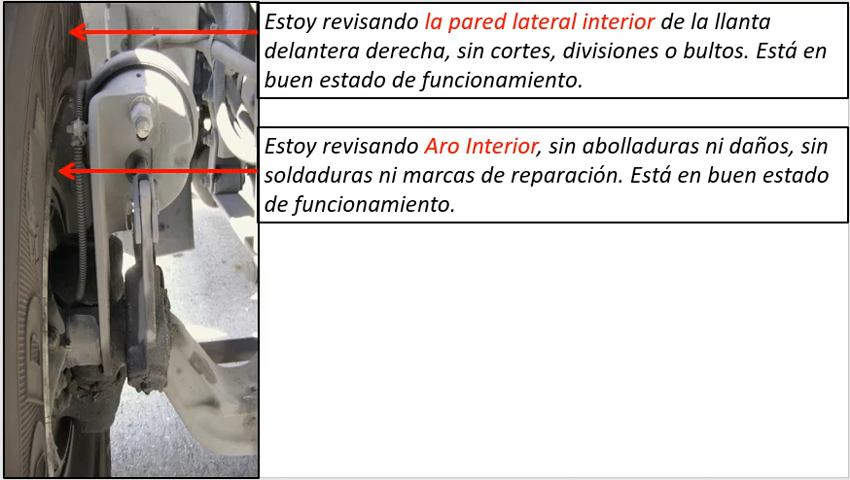 Estoy revisando la pared lateral interior de la llanta
delantera derecha, sin cortes, divisiones o bultos. Está en
buen estado de funcionamiento.
Estoy revisando Aro Interior, sin abolladuras ni daños, sin
soldaduras ni marcas de reparación. Está en buen estado
de funcionamiento.